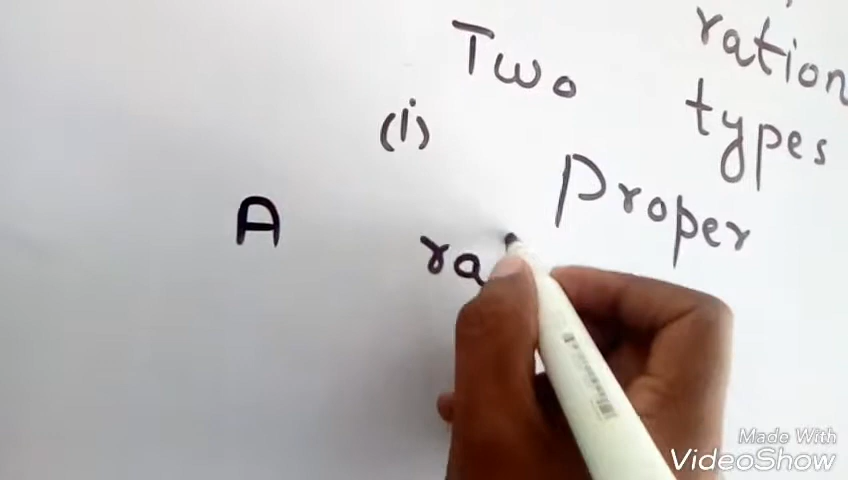 ration
Two types
(i) Proper
A ra
Made With
VideoShow